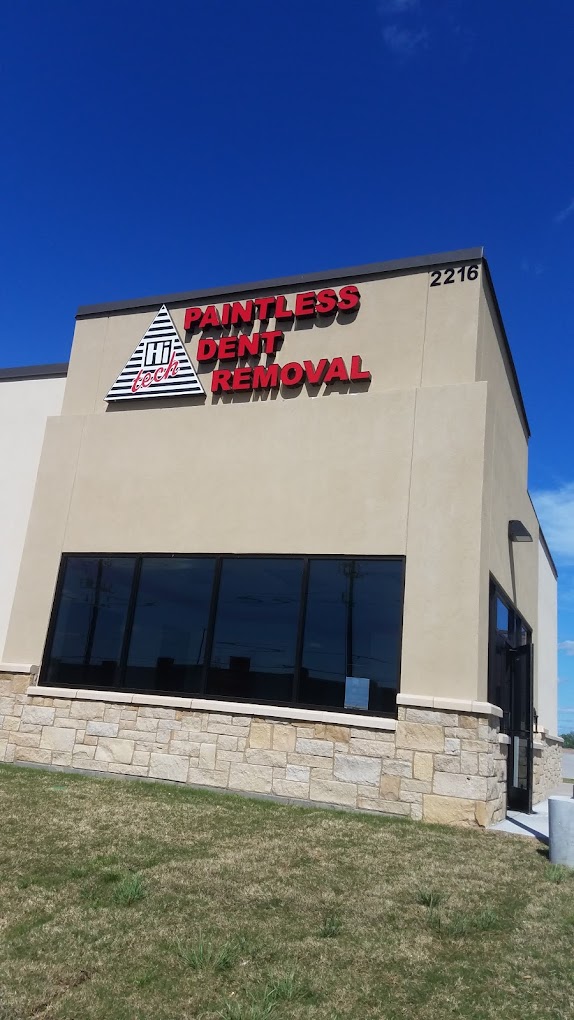 2216
PAINTLESS
DENT
REMOVAL
Hi
tech